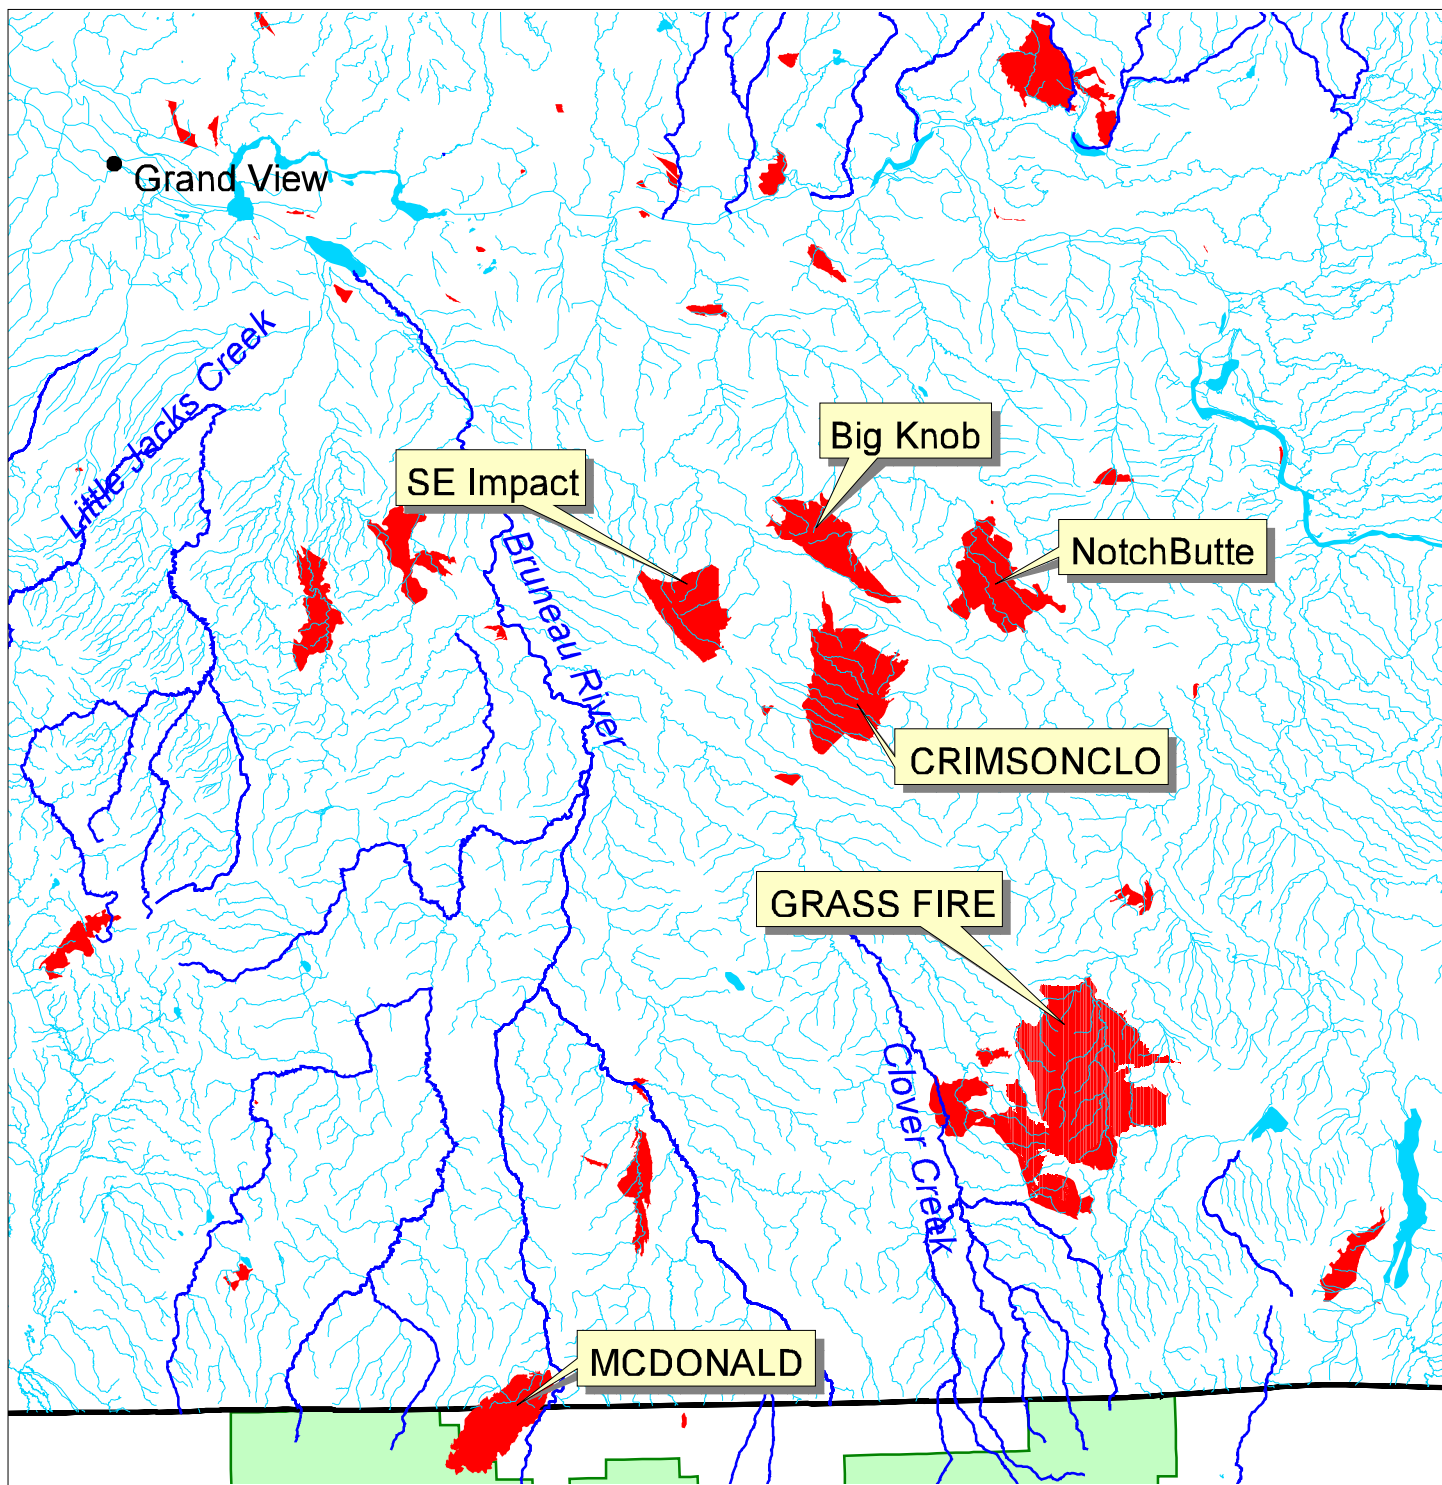 Grand View
Little Jacks Creek
Big Knob
SE Impact
NotchButte
Bruneau River
CRIMSONCLO
GRASS FIRE
Clover Creek
MCDONALD